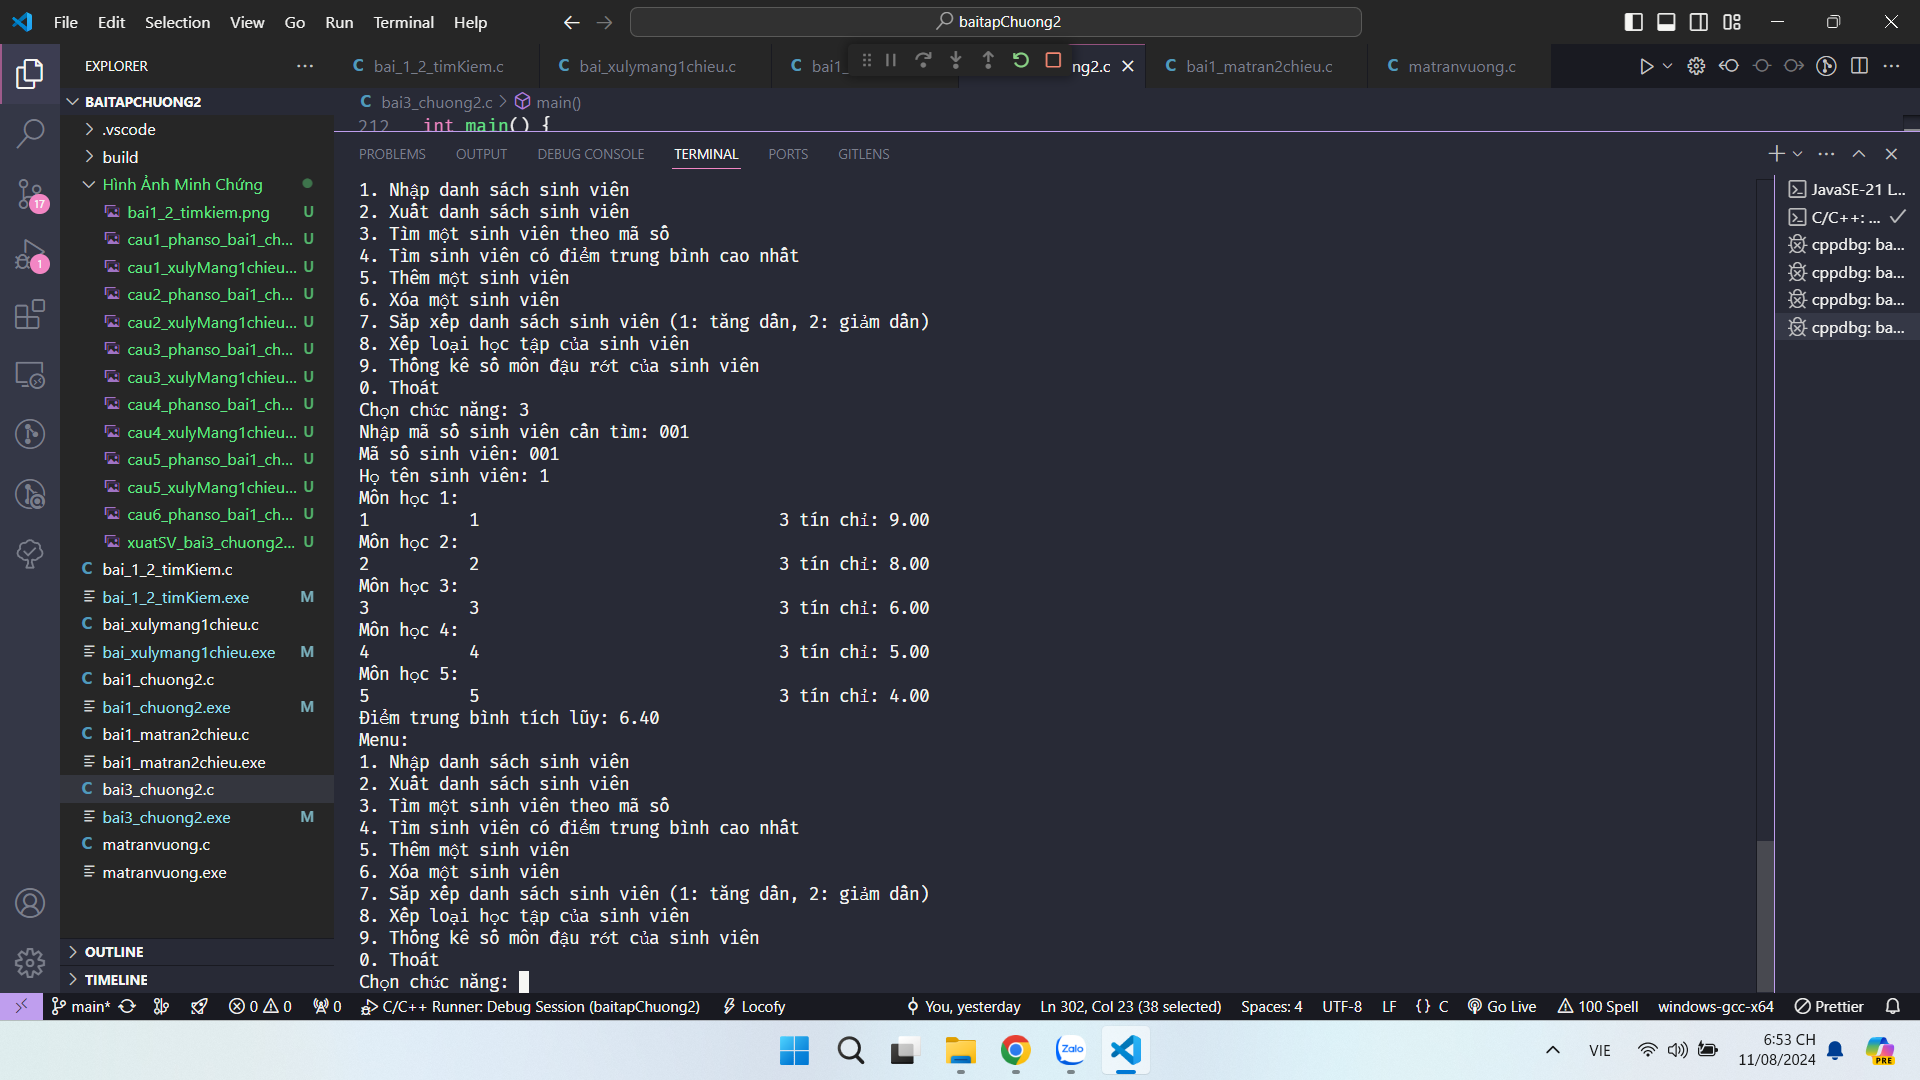 File Edit Selection View Go Run Terminal Help
baitapChuong2
EXPLORER
bai_1_2_timKiem.c
bai_xulymang1chieu.c
bai1_
ng2.c
bai1_matran2chieu.c
matranvuong.c
BAITAPCHUONG2
bai3_chuong2.c > main()
212 int main() {
.vscode
build
Hình Ảnh Minh Chứng
bai1_2_timkiem.png U
cau1_phanso_bai1_ch... U
cau1_xulyMang1chieu... U
cau2_phanso_bai1_ch... U
cau2_xulyMang1chieu... U
cau3_phanso_bai1_ch... U
cau3_xulyMang1chieu... U
cau4_phanso_bai1_ch... U
cau4_xulyMang1chieu... U
cau5_phanso_bai1_ch... U
cau5_xulyMang1chieu... U
cau6_phanso_bai1_ch... U
xuatSV_bai3_chuong2... U
bai_1_2_timKiem.c
bai_1_2_timKiem.exe M
bai_xulymang1chieu.c
bai_xulymang1chieu.exe M
bai1_chuong2.c
bai1_chuong2.exe M
bai1_matran2chieu.c
bai1_matran2chieu.exe
bai3_chuong2.c
bai3_chuong2.exe M
matranvuong.c
matranvuong.exe
OUTLINE
TIMELINE
17
1
PROBLEMS OUTPUT DEBUG CONSOLE TERMINAL PORTS GITLENS
1. Nhập danh sách sinh viên
2. Xuất danh sách sinh viên
3. Tìm một sinh viên theo mã số
4. Tìm sinh viên có điểm trung bình cao nhất
5. Thêm một sinh viên
6. Xóa một sinh viên
7. Sắp xếp danh sách sinh viên (1: tăng dần, 2: giảm dần)
8. Xếp loại học tập của sinh viên
9. Thống kê số môn đậu rớt của sinh viên
0. Thoát
Chọn chức năng: 3
Nhập mã số sinh viên cần tìm: 001
Mã số sinh viên: 001
Họ tên sinh viên: 1
Môn học 1:
1 1 3 tín chỉ: 9.00
Môn học 2:
2 2 3 tín chỉ: 8.00
Môn học 3:
3 3 3 tín chỉ: 6.00
Môn học 4:
4 4 3 tín chỉ: 5.00
Môn học 5:
5 5 3 tín chỉ: 4.00
Điểm trung bình tích lũy: 6.40
Menu:
1. Nhập danh sách sinh viên
2. Xuất danh sách sinh viên
3. Tìm một sinh viên theo mã số
4. Tìm sinh viên có điểm trung bình cao nhất
5. Thêm một sinh viên
6. Xóa một sinh viên
7. Sắp xếp danh sách sinh viên (1: tăng dần, 2: giảm dần)
8. Xếp loại học tập của sinh viên
9. Thống kê số môn đậu rớt của sinh viên
0. Thoát
Chọn chức năng:
JavaSE-21 L...
C/C++: ...
cppdbg: ba...
cppdbg: ba...
cppdbg: ba...
cppdbg: ba...
main* 0 0 0 C/C++ Runner: Debug Session (baitapChuong2) Locofy You, yesterday Ln 302, Col 23 (38 selected) Spaces: 4 UTF-8 LF {} C Go Live 100 Spell windows-gcc-x64 Prettier
Zalo
VIE
6:53 CH
11/08/2024
PRE